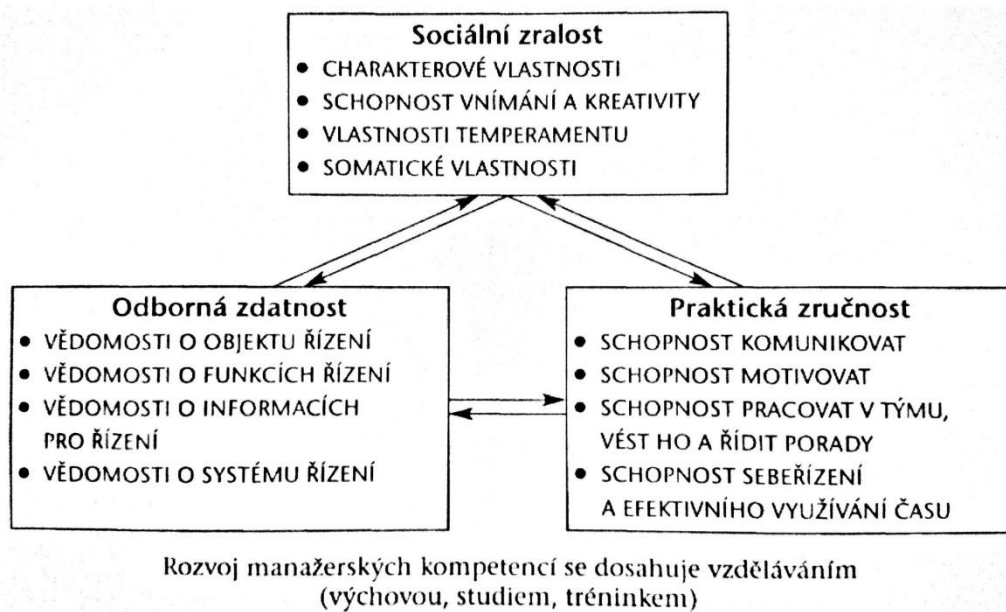 Sociální zralost
• CHARAKTEROVÉ VLASTNOSTI
• SCHOPNOST VNÍMÁNÍ A KREATIVITY
• VLASTNOSTI TEMPERAMENTU
• SOMATICKÉ VLASTNOSTI
Odborná zdatnost
• VĚDOMOSTI O OBJEKTU ŘÍZENÍ
• VĚDOMOSTI O FUNKCÍCH ŘÍZENÍ
• VĚDOMOSTI O INFORMACÍCH
PRO ŘÍZENÍ
• VĚDOMOSTI O SYSTÉMU ŘÍZENÍ
Praktická zručnost
• SCHOPNOST KOMUNIKOVAT
• SCHOPNOST MOTIVOVAT
• SCHOPNOST PRACOVAT V TÝMU,
VÉST HO A ŘÍDIT PORADY
• SCHOPNOST SEBEŘÍZENÍ
A EFEKTIVNÍHO VYUŽÍVÁNÍ ČASU
Rozvoj manažerských kompetencí se dosahuje vzděláváním
(výchovou, studiem, tréninkem)